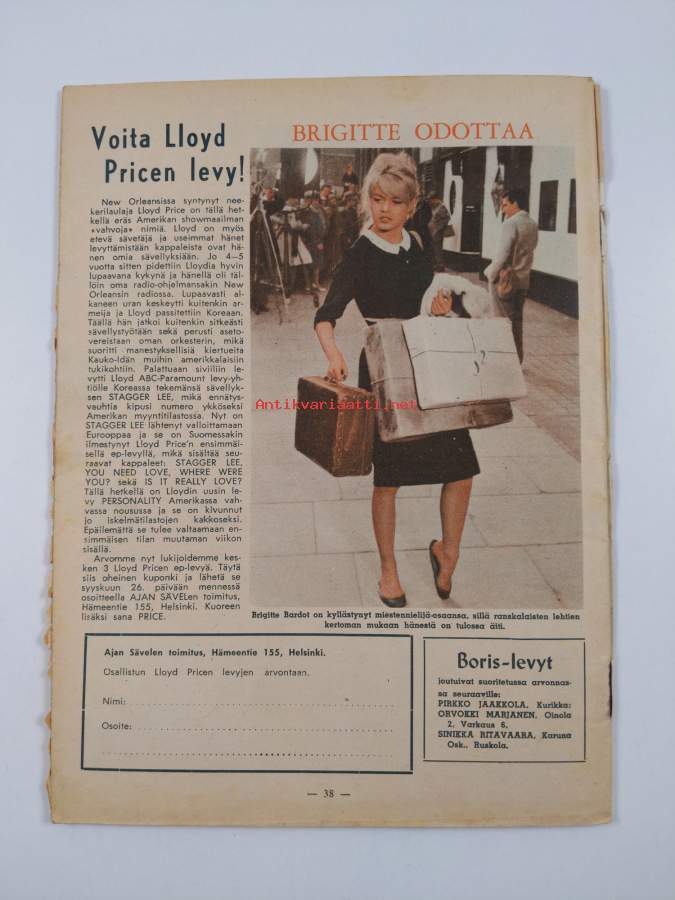 Voita Lloyd
Pricen levy!
New Orleansissa syntynyt nee-
kerilaulaja Lloyd Price on tällä het-
kellä eräs Amerikan showmaailman
«vahvoja» nimiä. Lloyd on myös
etevä säveltäjä ja useimmat hänet
levyttämistään kappaleista ovat hä-
nen omia sävellyksiään. Jo 4—5
vuotta sitten pidettiin Lloydia hyvin
lupaavana kykynä ja hänellä oli täl-
löin oma radio-ohjelmansakin New
Orleansin radiossa. Lupaavasti al-
kaneen uran keskeytti kuitenkin ar-
meija ja Lloyd passitettiin Koreaan.
Täällä hän jatkoi kuitenkin sitkeästi
sävellystyötään sekä perusti aseto-
vereistaan oman orkesterin, mikä
suoritti manestyksellisiä kiertueita
Kauko-Idän muihin amerikkalaisiin
tukikohtiin. Palattuaan siviiliin le-
vytti Lloyd ABC-Paramount levy-yh-
tiölle Koreassa tekemänsä sävellyk-
sen STAGGER LEE, mikä ennätys-
vauhtia kipusi numero ykköseksi
Amerikan myyntitilastossa. Nyt on
STAGGER LEE lähtenyt valloittamaan
Eurooppaa ja se on Suomessakin
ilmestynyt Lloyd Price'n ensimmäi-
sellä ep-levyllä, mikä sisältää seu-
raavat kappaleet: STAGGER LEE,
YOU NEED LOVE, WHERE WERE
YOU? sekä IS IT REALLY LOVE?
Tällä hetkellä on Lloydin uusin le-
vy PERSONALITY Amerikassa vah-
vassa nousussa ja se on kivunnut
jo iskelmätilastojen kakkoseksi.
Epäilemättä se tulee valtaamaan en-
simmäisen tilan muutaman viikon
sisällä.
Arvomme nyt lukijoidemme kes-
ken 3 Lloyd Pricen ep-levyä. Täytä
siis oheinen kuponki ja lähetä se
syyskuun 26. päivään mennessä
osoitteella AJAN SÄVELen toimitus,
Hämeentie 155, Helsinki. Kuoreen
lisäksi sana PRICE.
BRIGITTE ODOTTAA
Antikvariaatti.net
Brigitte Bardot on kyllästynyt miestennielijä-osaansa, sillä ranskalaisten lehtien
kertoman mukaan hänestä on tulossa äiti.
Ajan Sävelen toimitus, Hämeentie 155, Helsinki.
Osallistun Lloyd Pricen levyjen arvontaan.
Nimi:
Osoite:
Boris-levyt
joutuivat suoritetussa arvonnas-
sa seuraaville:
PIRKKO JAAKKOLA, Kurikka:
ORVOKKI MARJANEN, Oinola
2, Varkaus 6,
SINIKKA RITAVAARA, Karuna
Osk., Ruskola.
— 38 —